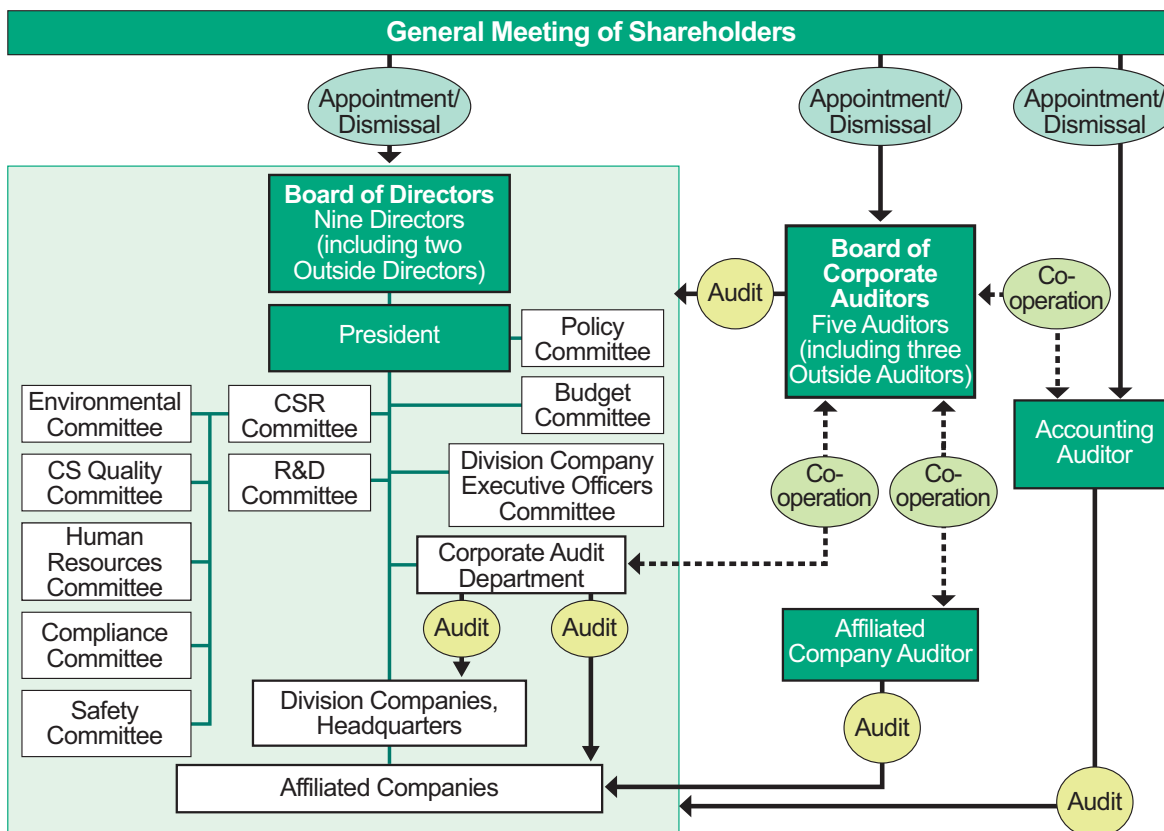 General Meeting of Shareholders
Appointment/
Dismissal
Appointment/
Dismissal
Appointment/
Dismissal
Board of Directors
Nine Directors
(including two
Outside Directors)
President
Policy
Committee
Budget
Committee
Division Company
Executive Officers
Committee
Environmental
Committee
CSR
Committee
CS Quality
Committee
R&D
Committee
Human
Resources
Committee
Compliance
Committee
Safety
Committee
Corporate Audit
Department
Audit
Audit
Division Companies,
Headquarters
Affiliated Companies
Audit
Board of
Corporate
Auditors
Five Auditors
(including three
Outside Auditors)
Co-
operation
Co-
operation
Co-
operation
Accounting
Auditor
Affiliated
Company Auditor
Audit
Audit